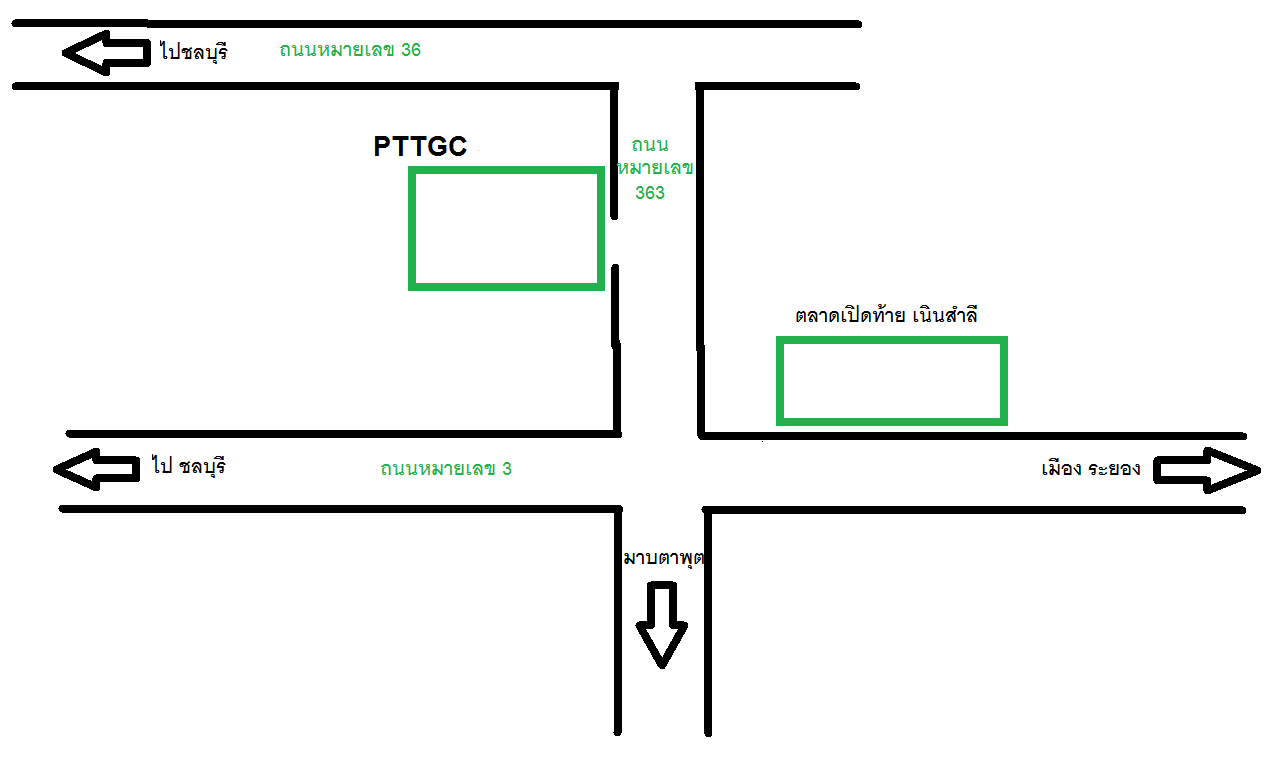 ไปชลบุรี
ถนนหมายเลข 36
PTTGC
ถนน
หมายเลข
363
ตลาดเปิดท้าย เนินสำลี
ไป ชลบุรี
ถนนหมายเลข 3
เมือง ระยอง
มาบตาพุต